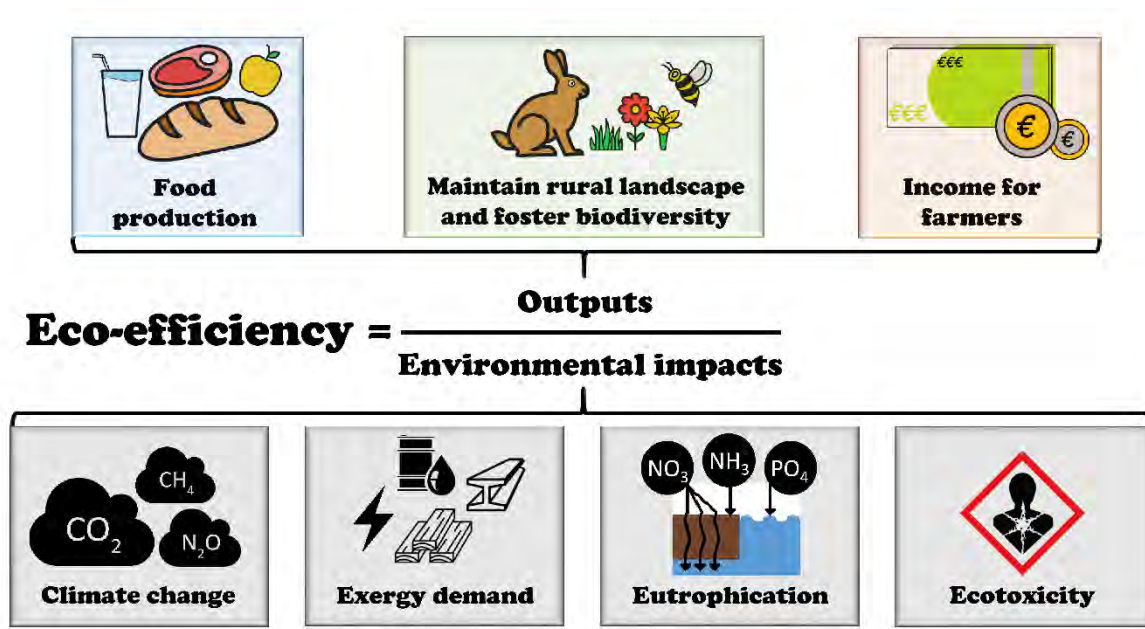 €€€
€€€
€
€
Food
production
Maintain rural landscape
and foster biodiversity
Income for
farmers
Outputs
Eco-efficiency =
Environmental impacts
CH₄
CO₂
N₂O
NO₃
NH₃
PO₄
Climate change
Exergy demand
Eutrophication
Ecotoxicity